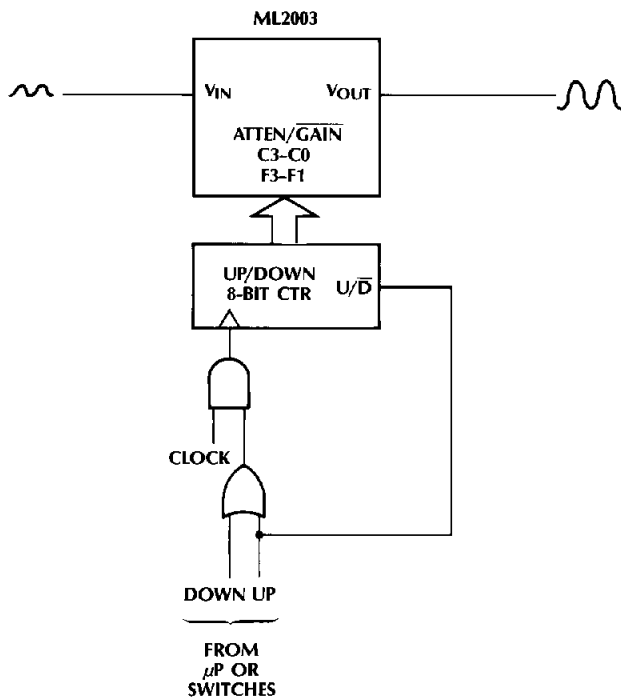 ML2003
VIN
VOUT
ATTEN/GAIN
C3–C0
F3–F1
UP/DOWN
8-BIT CTR
U/D
CLOCK
DOWN UP
FROM
μP OR
SWITCHES